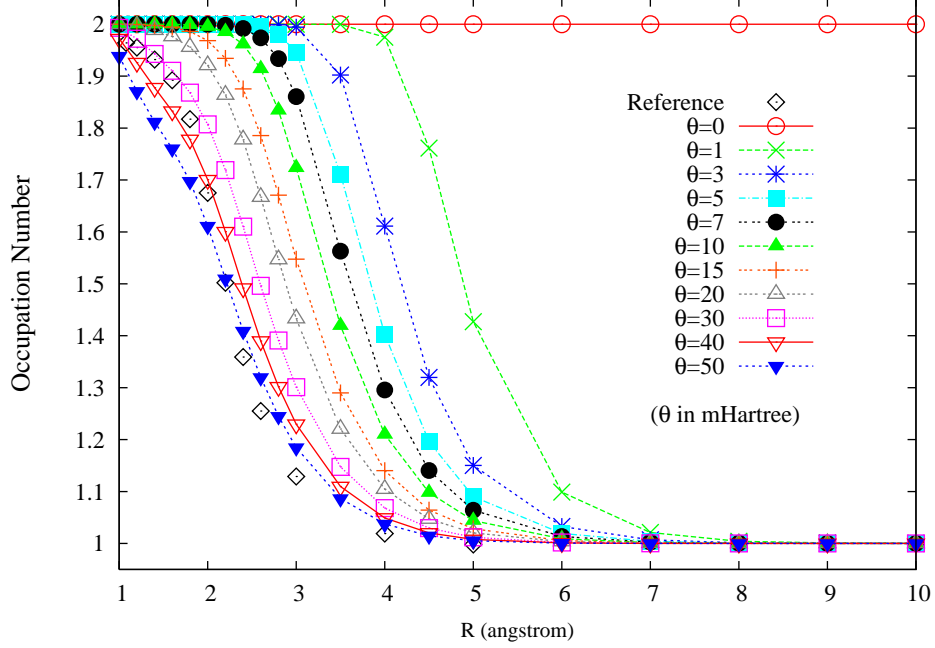 2
1.9
1.8
1.7
1.6
1.5
1.4
1.3
1.2
1.1
1
Occupation Number
Reference
θ=0
θ=1
θ=3
θ=5
θ=7
θ=10
θ=15
θ=20
θ=30
θ=40
θ=50
(θ in mHartree)
1 2 3 4 5 6 7 8 9 10
R (angstrom)